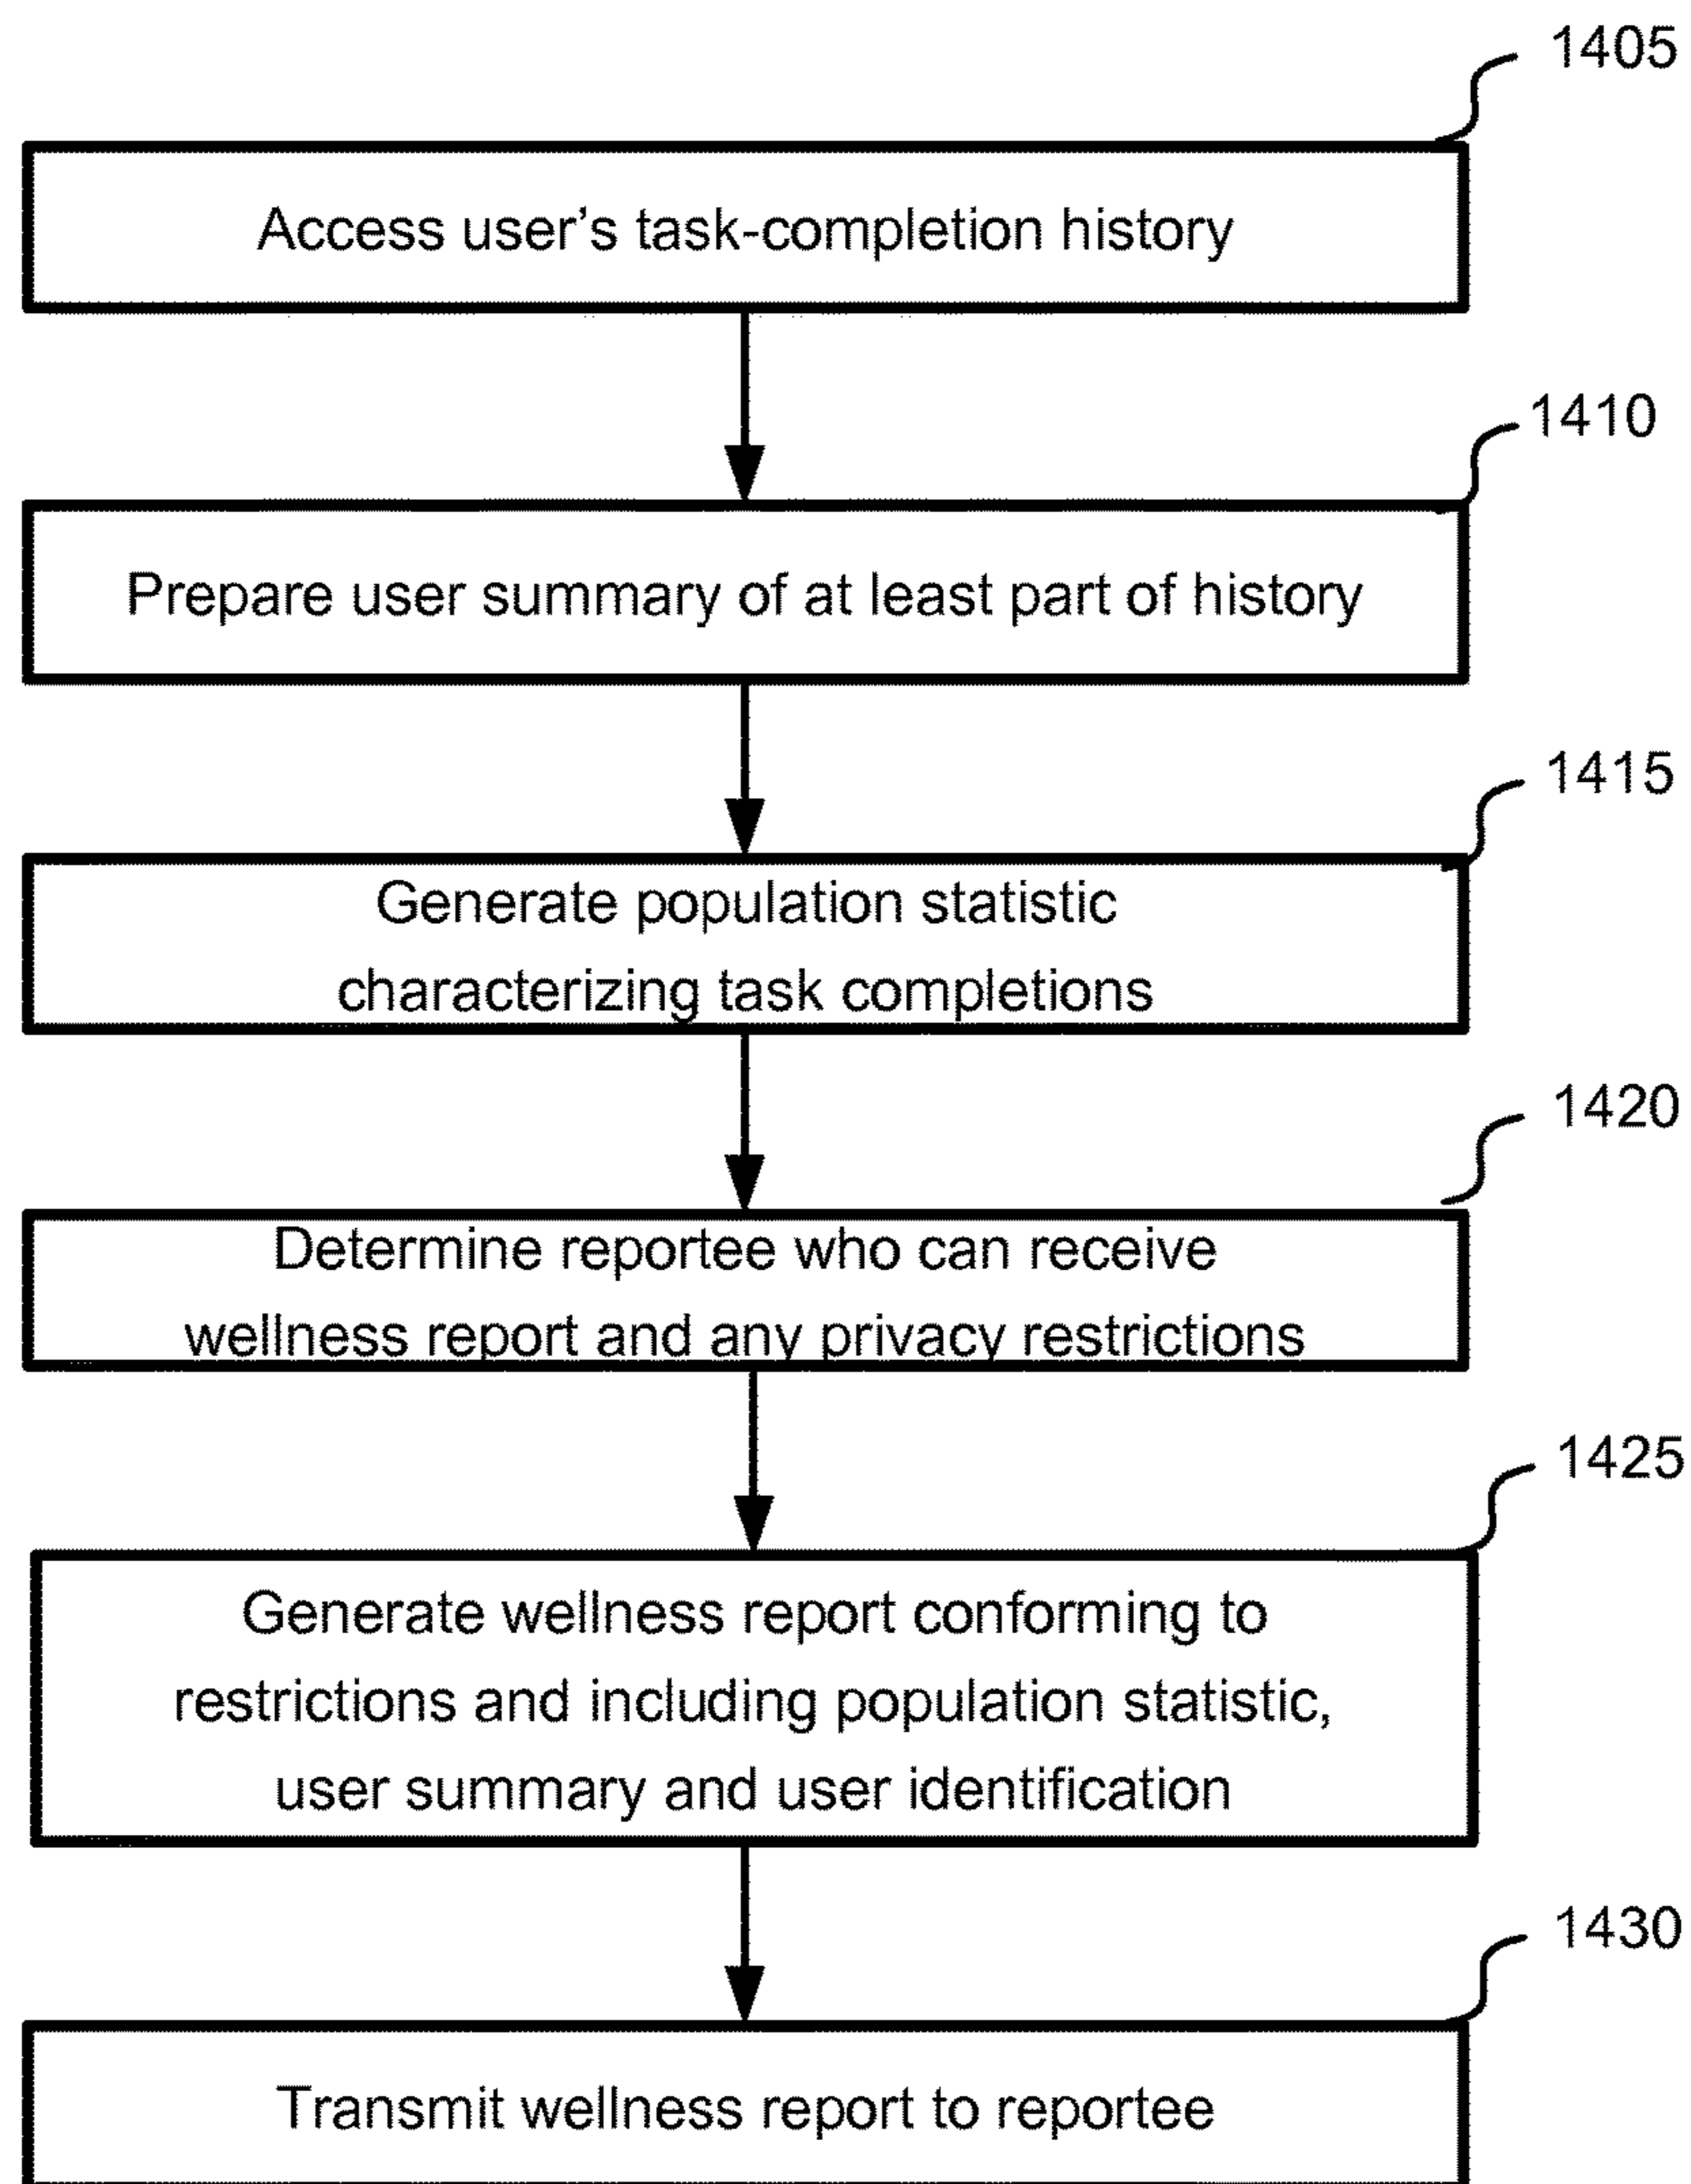 1405
Access user’s task-completion history
1410
Prepare user summary of at least part of history
1415
Generate population statistic
characterizing task completions
1420
Determine reportee who can receive
wellness report and any privacy restrictions
1425
Generate wellness report conforming to
restrictions and including population statistic,
user summary and user identification
1430
Transmit wellness report to reportee